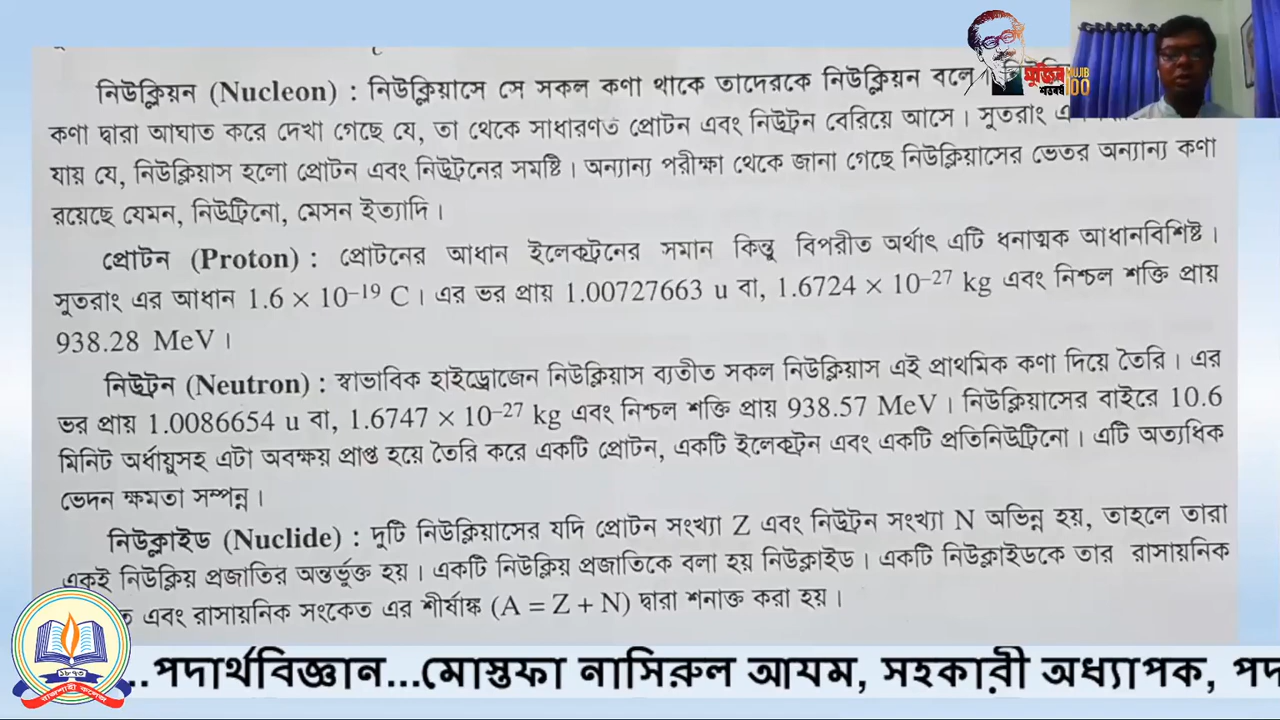 নিউক্লিয়ন (Nucleon) : নিউক্লিয়াসে সে সকল কণা থাকে তাদেরকে নিউক্লিয়ন বলে।
কণা দ্বারা আঘাত করে দেখা গেছে যে, তা থেকে সাধারণত প্রোটন এবং নিউট্রন বেরিয়ে আসে। সুতরাং
যায় যে, নিউক্লিয়াস হলো প্রোটন এবং নিউট্রনের সমষ্টি। অন্যান্য পরীক্ষা থেকে জানা গেছে নিউক্লিয়াসের ভেতর অন্যান্য কণা
রয়েছে যেমন, নিউট্রিনো, মেসন ইত্যাদি।
প্রোটন (Proton) : প্রোটনের আধান ইলেকট্রনের সমান কিন্তু বিপরীত অর্থাৎ এটি ধনাত্মক আধানবিশিষ্ট।
সুতরাং এর আধান 1.6 × 10⁻¹⁹ C। এর ভর প্রায় 1.00727663 u বা, 1.6724 × 10⁻²⁷ kg এবং নিশ্চল শক্তি প্রায়
938.28 MeV।
নিউট্রন (Neutron) : স্বাভাবিক হাইড্রোজেন নিউক্লিয়াস ব্যতীত সকল নিউক্লিয়াস এই প্রাথমিক কণা দিয়ে তৈরি। এর
ভর প্রায় 1.0086654 u বা, 1.6747 × 10⁻²⁷ kg এবং নিশ্চল শক্তি প্রায় 938.57 MeV। নিউক্লিয়াসের বাইরে 10.6
মিনিট অর্ধায়ুসহ এটা অবক্ষয় প্রাপ্ত হয়ে তৈরি করে একটি প্রোটন, একটি ইলেকট্রন এবং একটি প্রতিনিউট্রিনো। এটি অত্যধিক
ভেদন ক্ষমতা সম্পন্ন।
নিউক্লাইড (Nuclide) : দুটি নিউক্লিয়াসের যদি প্রোটন সংখ্যা Z এবং নিউট্রন সংখ্যা N অভিন্ন হয়, তাহলে তারা
একই নিউক্লিয় প্রজাতির অন্তর্ভুক্ত হয়। একটি নিউক্লিয় প্রজাতিকে বলা হয় নিউক্লাইড। একটি নিউক্লাইডকে তার রাসায়নিক
এবং রাসায়নিক সংকেত এর শীর্ষাঙ্ক (A = Z + N) দ্বারা শনাক্ত করা হয়।
মুজিব শতবর্ষ MUJIB 100
১৮৭৩
রাজশাহী কলেজ
..পদার্থবিজ্ঞান...মোস্তফা নাসিরুল আযম, সহকারী অধ্যাপক, পদ